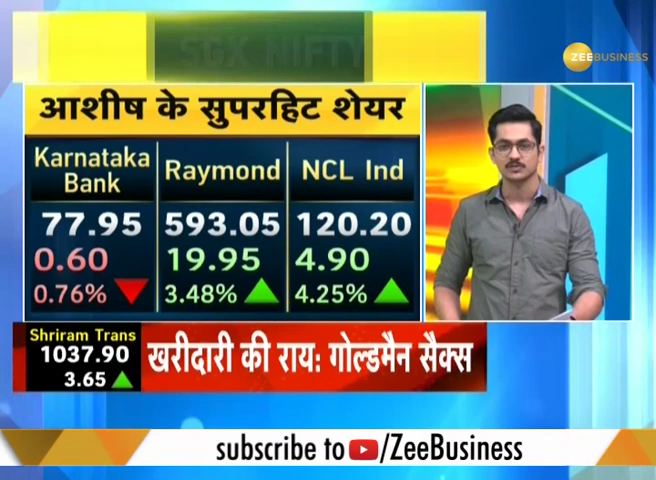 SGX NIFTY
ZEEBUSINESS
आशीष के सुपरहिट शेयर
Karnataka Bank
77.95
0.60
0.76%
Raymond
593.05
19.95
3.48%
NCL Ind
120.20
4.90
4.25%
Shriram Trans
1037.90
3.65
खरीदारी की राय: गोल्डमैन सैक्स
subscribe to /ZeeBusiness